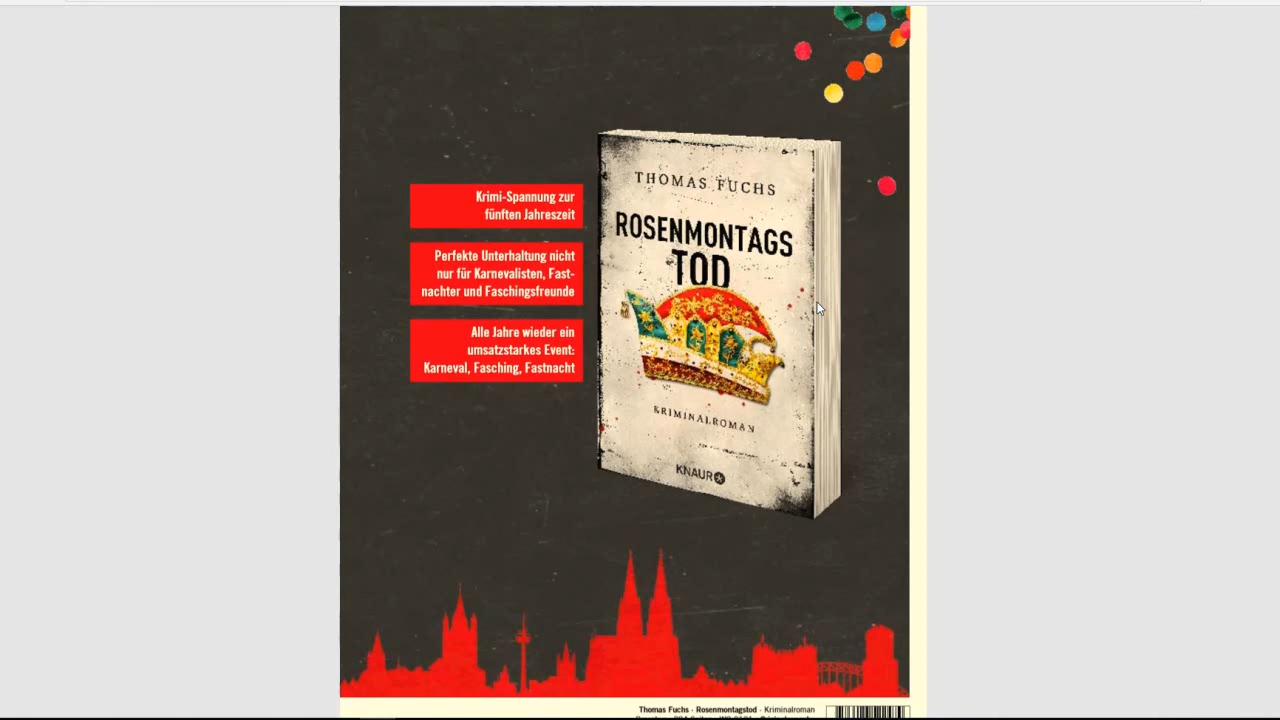 Krimi-Spannung zur
fünften Jahreszeit
Perfekte Unterhaltung nicht
nur für Karnevalisten, Fast-
nachter und Faschingsfreunde
Alle Jahre wieder ein
umsatzstarkes Event:
Karneval, Fasching, Fastnacht
THOMAS FUCHS
ROSENMONTAGS
TOD
KRIMINALROMAN
KNAUR
Thomas Fuchs · Rosenmontagstod · Kriminalroman